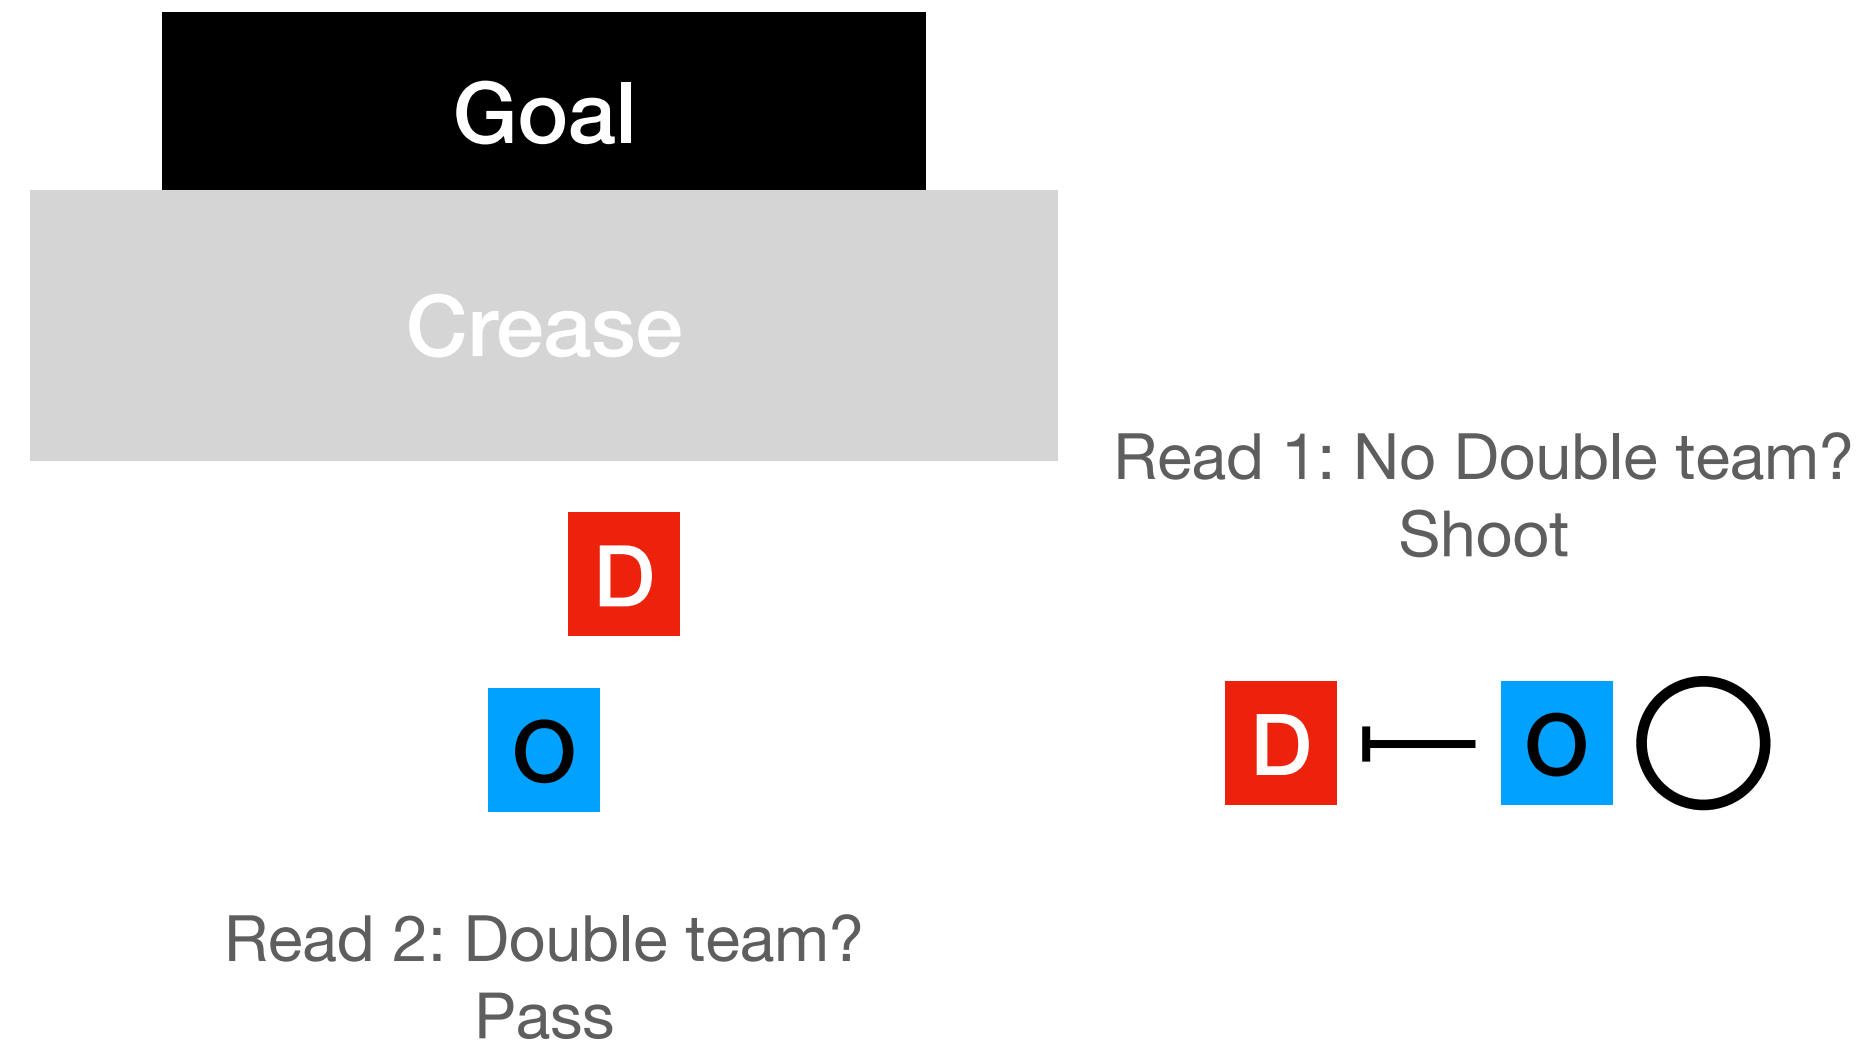 Goal
Crease
Read 1: No Double team?
Shoot
D
D
O
O
Read 2: Double team?
Pass